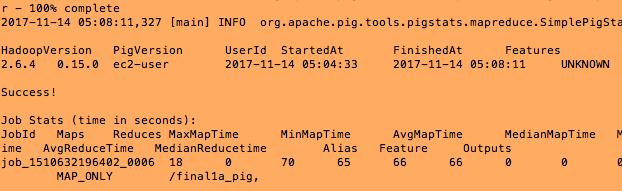 r - 100% complete
2017-11-14 05:08:11,327 [main] INFO org.apache.pig.tools.pigstats.mapreduce.SimplePigSta
HadoopVersion PigVersion UserId StartedAt FinishedAt Features
2.6.4 0.15.0 ec2-user 2017-11-14 05:04:33 2017-11-14 05:08:11 UNKNOWN
Success!
Job Stats (time in seconds):
JobId Maps Reduces MaxMapTime MinMapTime AvgMapTime MedianMapTime M
ime AvgReduceTime MedianReducetime Alias Feature Outputs
job_1510632196402_0006 18 0 70 65 66 66 0 0 0
MAP_ONLY /final1a_pig,